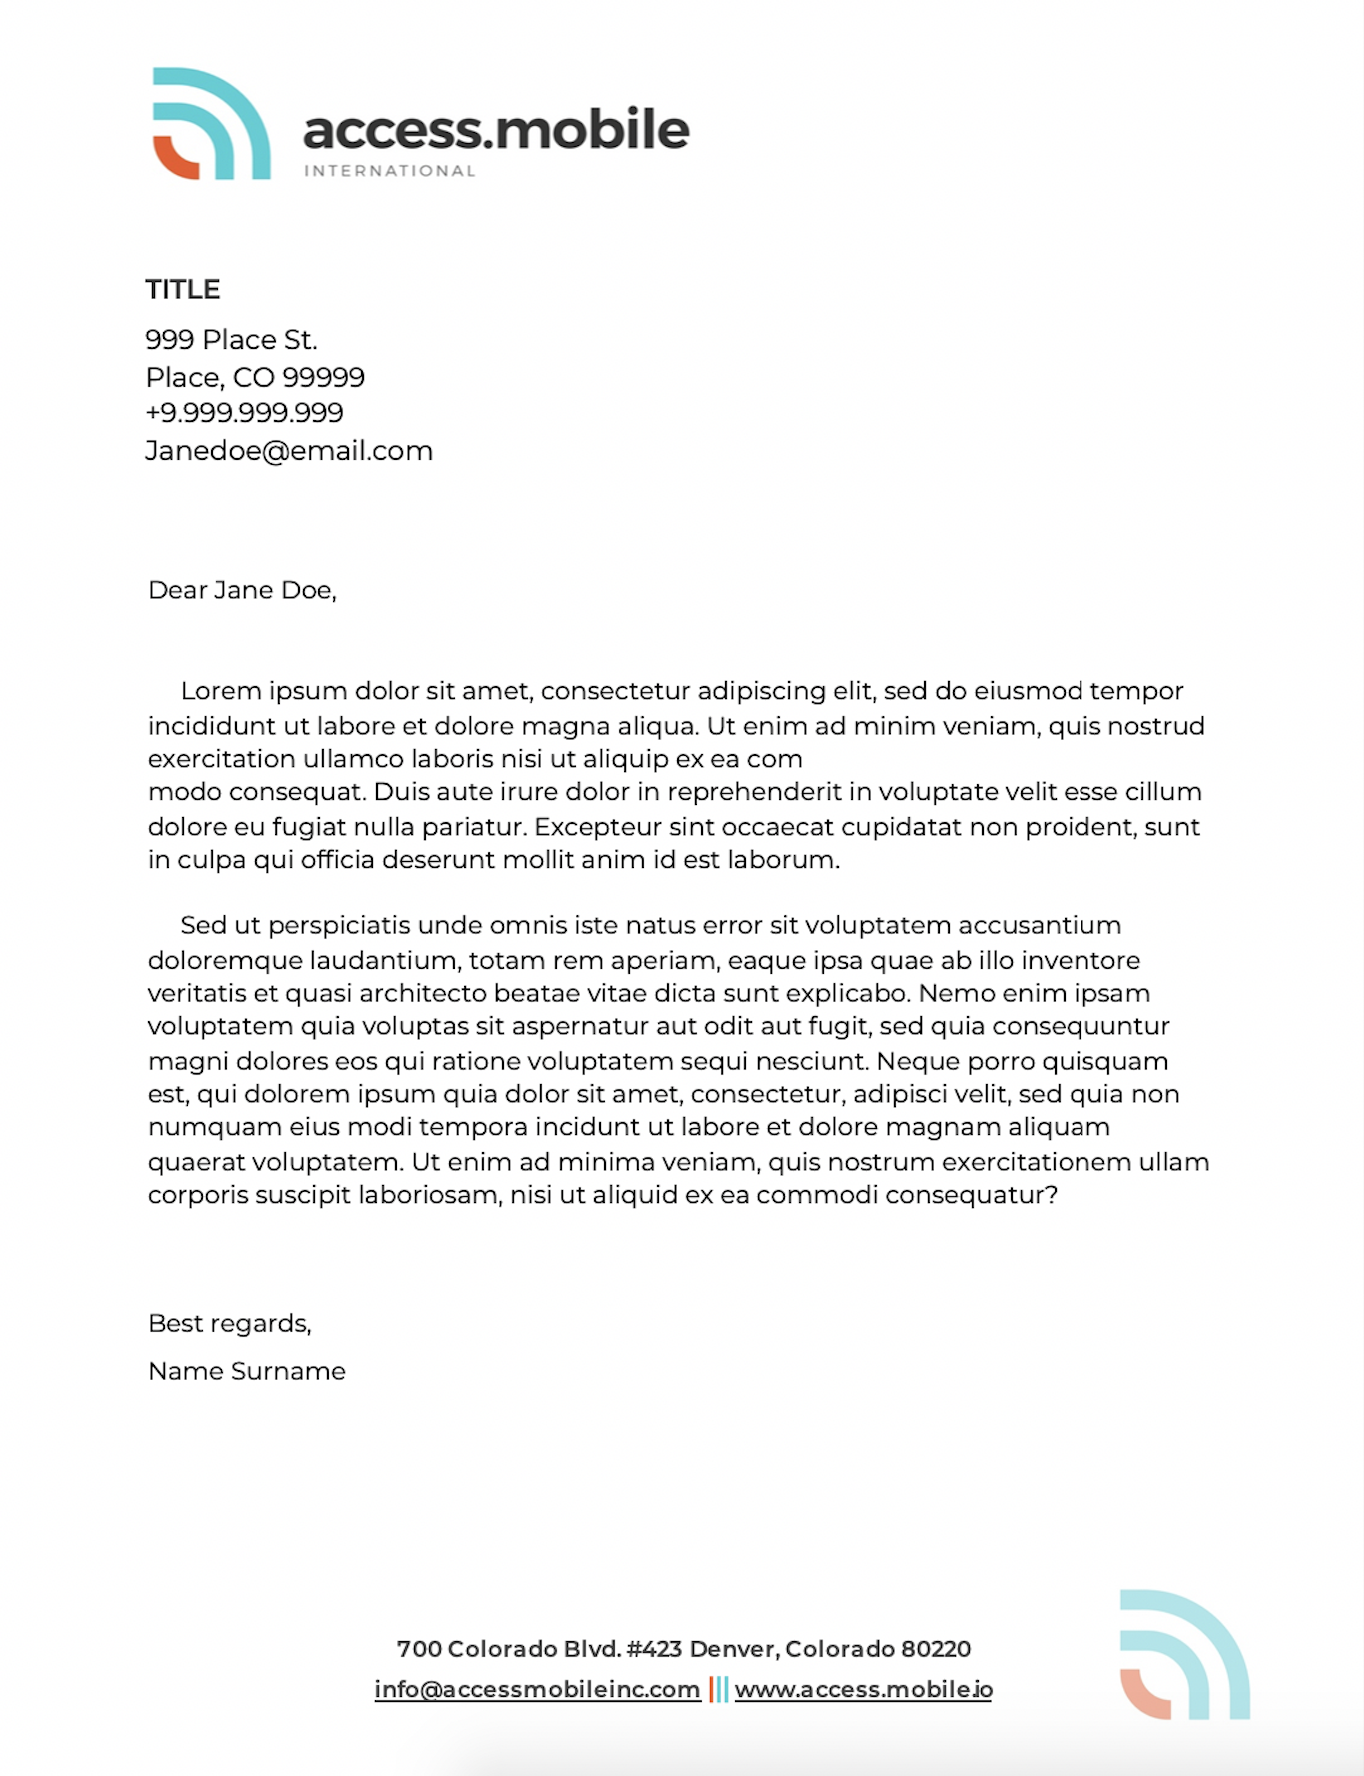 access.mobile
INTERNATIONAL
TITLE
999 Place St.
Place, CO 99999
+9.999.999.999
Janedoe@email.com
Dear Jane Doe,
Lorem ipsum dolor sit amet, consectetur adipiscing elit, sed do eiusmod tempor
incididunt ut labore et dolore magna aliqua. Ut enim ad minim veniam, quis nostrud
exercitation ullamco laboris nisi ut aliquip ex ea com
modo consequat. Duis aute irure dolor in reprehenderit in voluptate velit esse cillum
dolore eu fugiat nulla pariatur. Excepteur sint occaecat cupidatat non proident, sunt
in culpa qui officia deserunt mollit anim id est laborum.
Sed ut perspiciatis unde omnis iste natus error sit voluptatem accusantium
doloremque laudantium, totam rem aperiam, eaque ipsa quae ab illo inventore
veritatis et quasi architecto beatae vitae dicta sunt explicabo. Nemo enim ipsam
voluptatem quia voluptas sit aspernatur aut odit aut fugit, sed quia consequuntur
magni dolores eos qui ratione voluptatem sequi nesciunt. Neque porro quisquam
est, qui dolorem ipsum quia dolor sit amet, consectetur, adipisci velit, sed quia non
numquam eius modi tempora incidunt ut labore et dolore magnam aliquam
quaerat voluptatem. Ut enim ad minima veniam, quis nostrum exercitationem ullam
corporis suscipit laboriosam, nisi ut aliquid ex ea commodi consequatur?
Best regards,
Name Surname
700 Colorado Blvd. #423 Denver, Colorado 80220
info@accessmobileinc.com ||| www.access.mobile.io